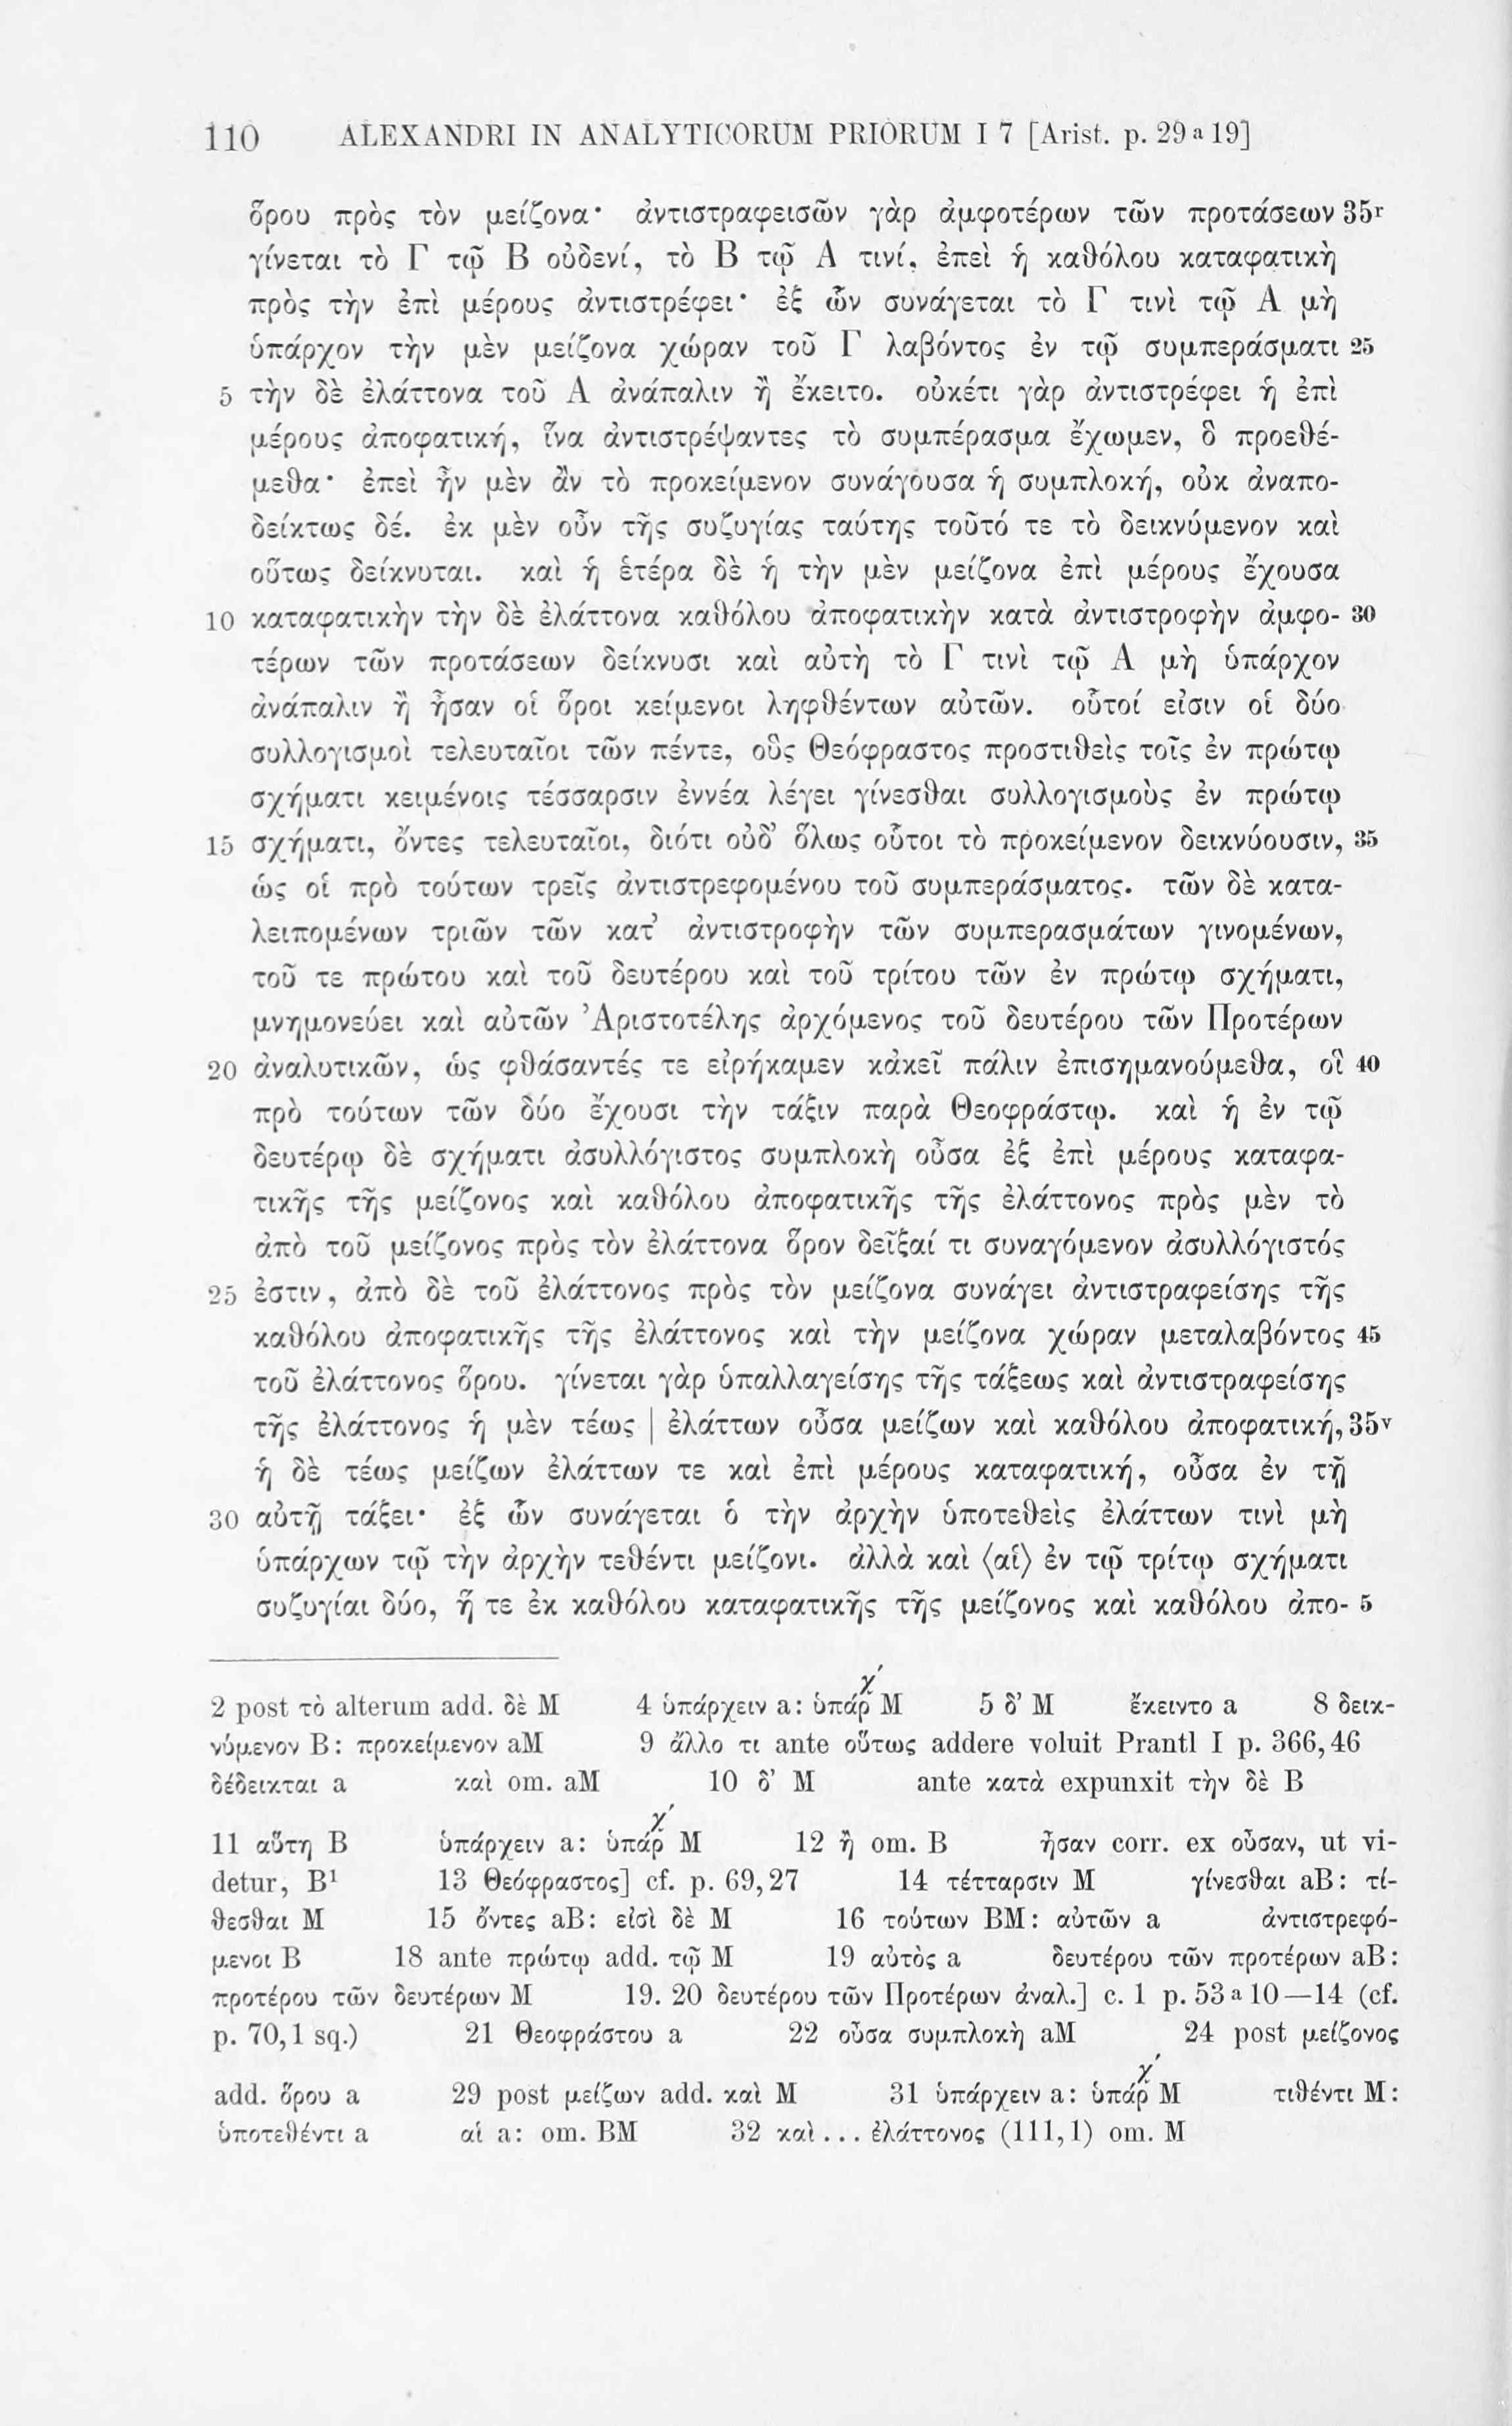 110 ALEXANDRI IN ANALYTICORUM PRIORUM I 7 [Arist. p. 29 a 19]
ὅρου πρὸς τὸν μείζονα· ἀντιστραφεισῶν γὰρ ἀμφοτέρων τῶν προτάσεων 35r
γίνεται τὸ Γ τῷ Β οὐδενί, τὸ Β τῷ Α τινί, ἐπεὶ ἡ καθόλου καταφατικὴ
πρὸς τὴν ἐπὶ μέρους ἀντιστρέφει· ἐξ ὧν συνάγεται τὸ Γ τινὶ τῷ Α μὴ
ὑπάρχον τὴν μὲν μείζονα χώραν τοῦ Γ λαβόντος ἐν τῷ συμπεράσματι 25
5 τὴν δὲ ἐλάττονα τοῦ Α ἀνάπαλιν ἢ ἔκειτο. οὐκέτι γὰρ ἀντιστρέφει ἡ ἐπὶ
μέρους ἀποφατική, ἵνα ἀντιστρέψαντες τὸ συμπέρασμα ἔχωμεν, ὃ προεθέ-
μεθα· ἐπεὶ ἦν μὲν ἂν τὸ προκείμενον συνάγουσα ἡ συμπλοκή, οὐκ ἀναπο-
δείκτως δέ. ἐκ μὲν οὖν τῆς συζυγίας ταύτης τοῦτό τε τὸ δεικνύμενον καὶ
οὕτως δείκνυται. καὶ ἡ ἑτέρα δὲ ἡ τὴν μὲν μείζονα ἐπὶ μέρους ἔχουσα
10 καταφατικὴν τὴν δὲ ἐλάττονα καθόλου ἀποφατικὴν κατὰ ἀντιστροφὴν ἀμφο- 30
τέρων τῶν προτάσεων δείκνυσι καὶ αὐτὴ τὸ Γ τινὶ τῷ Α μὴ ὑπάρχον
ἀνάπαλιν ἢ ἦσαν οἱ ὅροι κείμενοι ληφθέντων αὐτῶν. οὗτοί εἰσιν οἱ δύο
συλλογισμοὶ τελευταῖοι τῶν πέντε, οὓς Θεόφραστος προστιθεὶς τοῖς ἐν πρώτῳ
σχήματι κειμένοις τέσσαρσιν ἐννέα λέγει γίνεσθαι συλλογισμοὺς ἐν πρώτῳ
15 σχήματι, ὄντες τελευταῖοι, διότι οὐδ’ ὅλως οὗτοι τὸ προκείμενον δεικνύουσιν, 35
ὡς οἱ πρὸ τούτων τρεῖς ἀντιστρεφομένου τοῦ συμπεράσματος. τῶν δὲ κατα-
λειπομένων τριῶν τῶν κατ’ ἀντιστροφὴν τῶν συμπερασμάτων γινομένων,
τοῦ τε πρώτου καὶ τοῦ δευτέρου καὶ τοῦ τρίτου τῶν ἐν πρώτῳ σχήματι,
μνημονεύει καὶ αὐτῶν Ἀριστοτέλης ἀρχόμενος τοῦ δευτέρου τῶν Προτέρων
20 ἀναλυτικῶν, ὡς φθάσαντές τε εἰρήκαμεν κἀκεῖ πάλιν ἐπισημανούμεθα, οἳ 40
πρὸ τούτων τῶν δύο ἔχουσι τὴν τάξιν παρὰ Θεοφράστῳ. καὶ ἡ ἐν τῷ
δευτέρῳ δὲ σχήματι ἀσυλλόγιστος συμπλοκὴ οὖσα ἐξ ἐπὶ μέρους καταφα-
τικῆς τῆς μείζονος καὶ καθόλου ἀποφατικῆς τῆς ἐλάττονος πρὸς μὲν τὸ
ἀπὸ τοῦ μείζονος πρὸς τὸν ἐλάττονα ὅρον δεῖξαί τι συναγόμενον ἀσυλλόγιστός
25 ἐστιν, ἀπὸ δὲ τοῦ ἐλάττονος πρὸς τὸν μείζονα συνάγει ἀντιστραφείσης τῆς
καθόλου ἀποφατικῆς τῆς ἐλάττονος καὶ τὴν μείζονα χώραν μεταλαβόντος 45
τοῦ ἐλάττονος ὅρου. γίνεται γὰρ ὑπαλλαγείσης τῆς τάξεως καὶ ἀντιστραφείσης
τῆς ἐλάττονος ἡ μὲν τέως | ἐλάττων οὖσα μείζων καὶ καθόλου ἀποφατική, 35v
ἡ δὲ τέως μείζων ἐλάττων τε καὶ ἐπὶ μέρους καταφατική, οὖσα ἐν τῇ
30 αὐτῇ τάξει· ἐξ ὧν συνάγεται ὁ τὴν ἀρχὴν ὑποτεθεὶς ἐλάττων τινὶ μὴ
ὑπάρχων τῷ τὴν ἀρχὴν τεθέντι μείζονι. ἀλλὰ καὶ ⟨αἱ⟩ ἐν τῷ τρίτῳ σχήματι
συζυγίαι δύο, ἥ τε ἐκ καθόλου καταφατικῆς τῆς μείζονος καὶ καθόλου ἀπο- 5
2 post τὸ alterum add. δὲ M 4 ὑπάρχειν a: ὑπάρχ́ M 5 δ’ M ἔκειντο a 8 δεικ-
νύμενον B: προκείμενον aM 9 ἄλλο τι ante οὕτως addere voluit Prantl I p. 366,46
δέδεικται a καὶ om. aM 10 δ’ M ante κατὰ expunxit τὴν δὲ B
11 αὕτη B ὑπάρχειν a: ὑπάρχ́ M 12 ἢ om. B ἦσαν corr. ex οὖσαν, ut vi-
detur, B¹ 13 Θεόφραστος] cf. p. 69,27 14 τέτταρσιν M γίνεσθαι aB: τί-
θεσθαι M 15 ὄντες aB: εἰσὶ δὲ M 16 τούτων BM: αὐτῶν a ἀντιστρεφό-
μενοι B 18 ante πρώτῳ add. τῷ M 19 αὐτὸς a δευτέρου τῶν προτέρων aB:
προτέρου τῶν δευτέρων M 19. 20 δευτέρου τῶν Προτέρων ἀναλ.] c. 1 p. 53 a 10—14 (cf.
p. 70,1 sq.) 21 Θεοφράστου a 22 οὖσα συμπλοκὴ aM 24 post μείζονος
add. ὅρου a 29 post μείζων add. καὶ M 31 ὑπάρχειν a: ὑπάρχ́ M τιθέντι M:
ὑποτεθέντι a αἱ a: om. BM 32 καὶ... ἐλάττονος (111,1) om. M